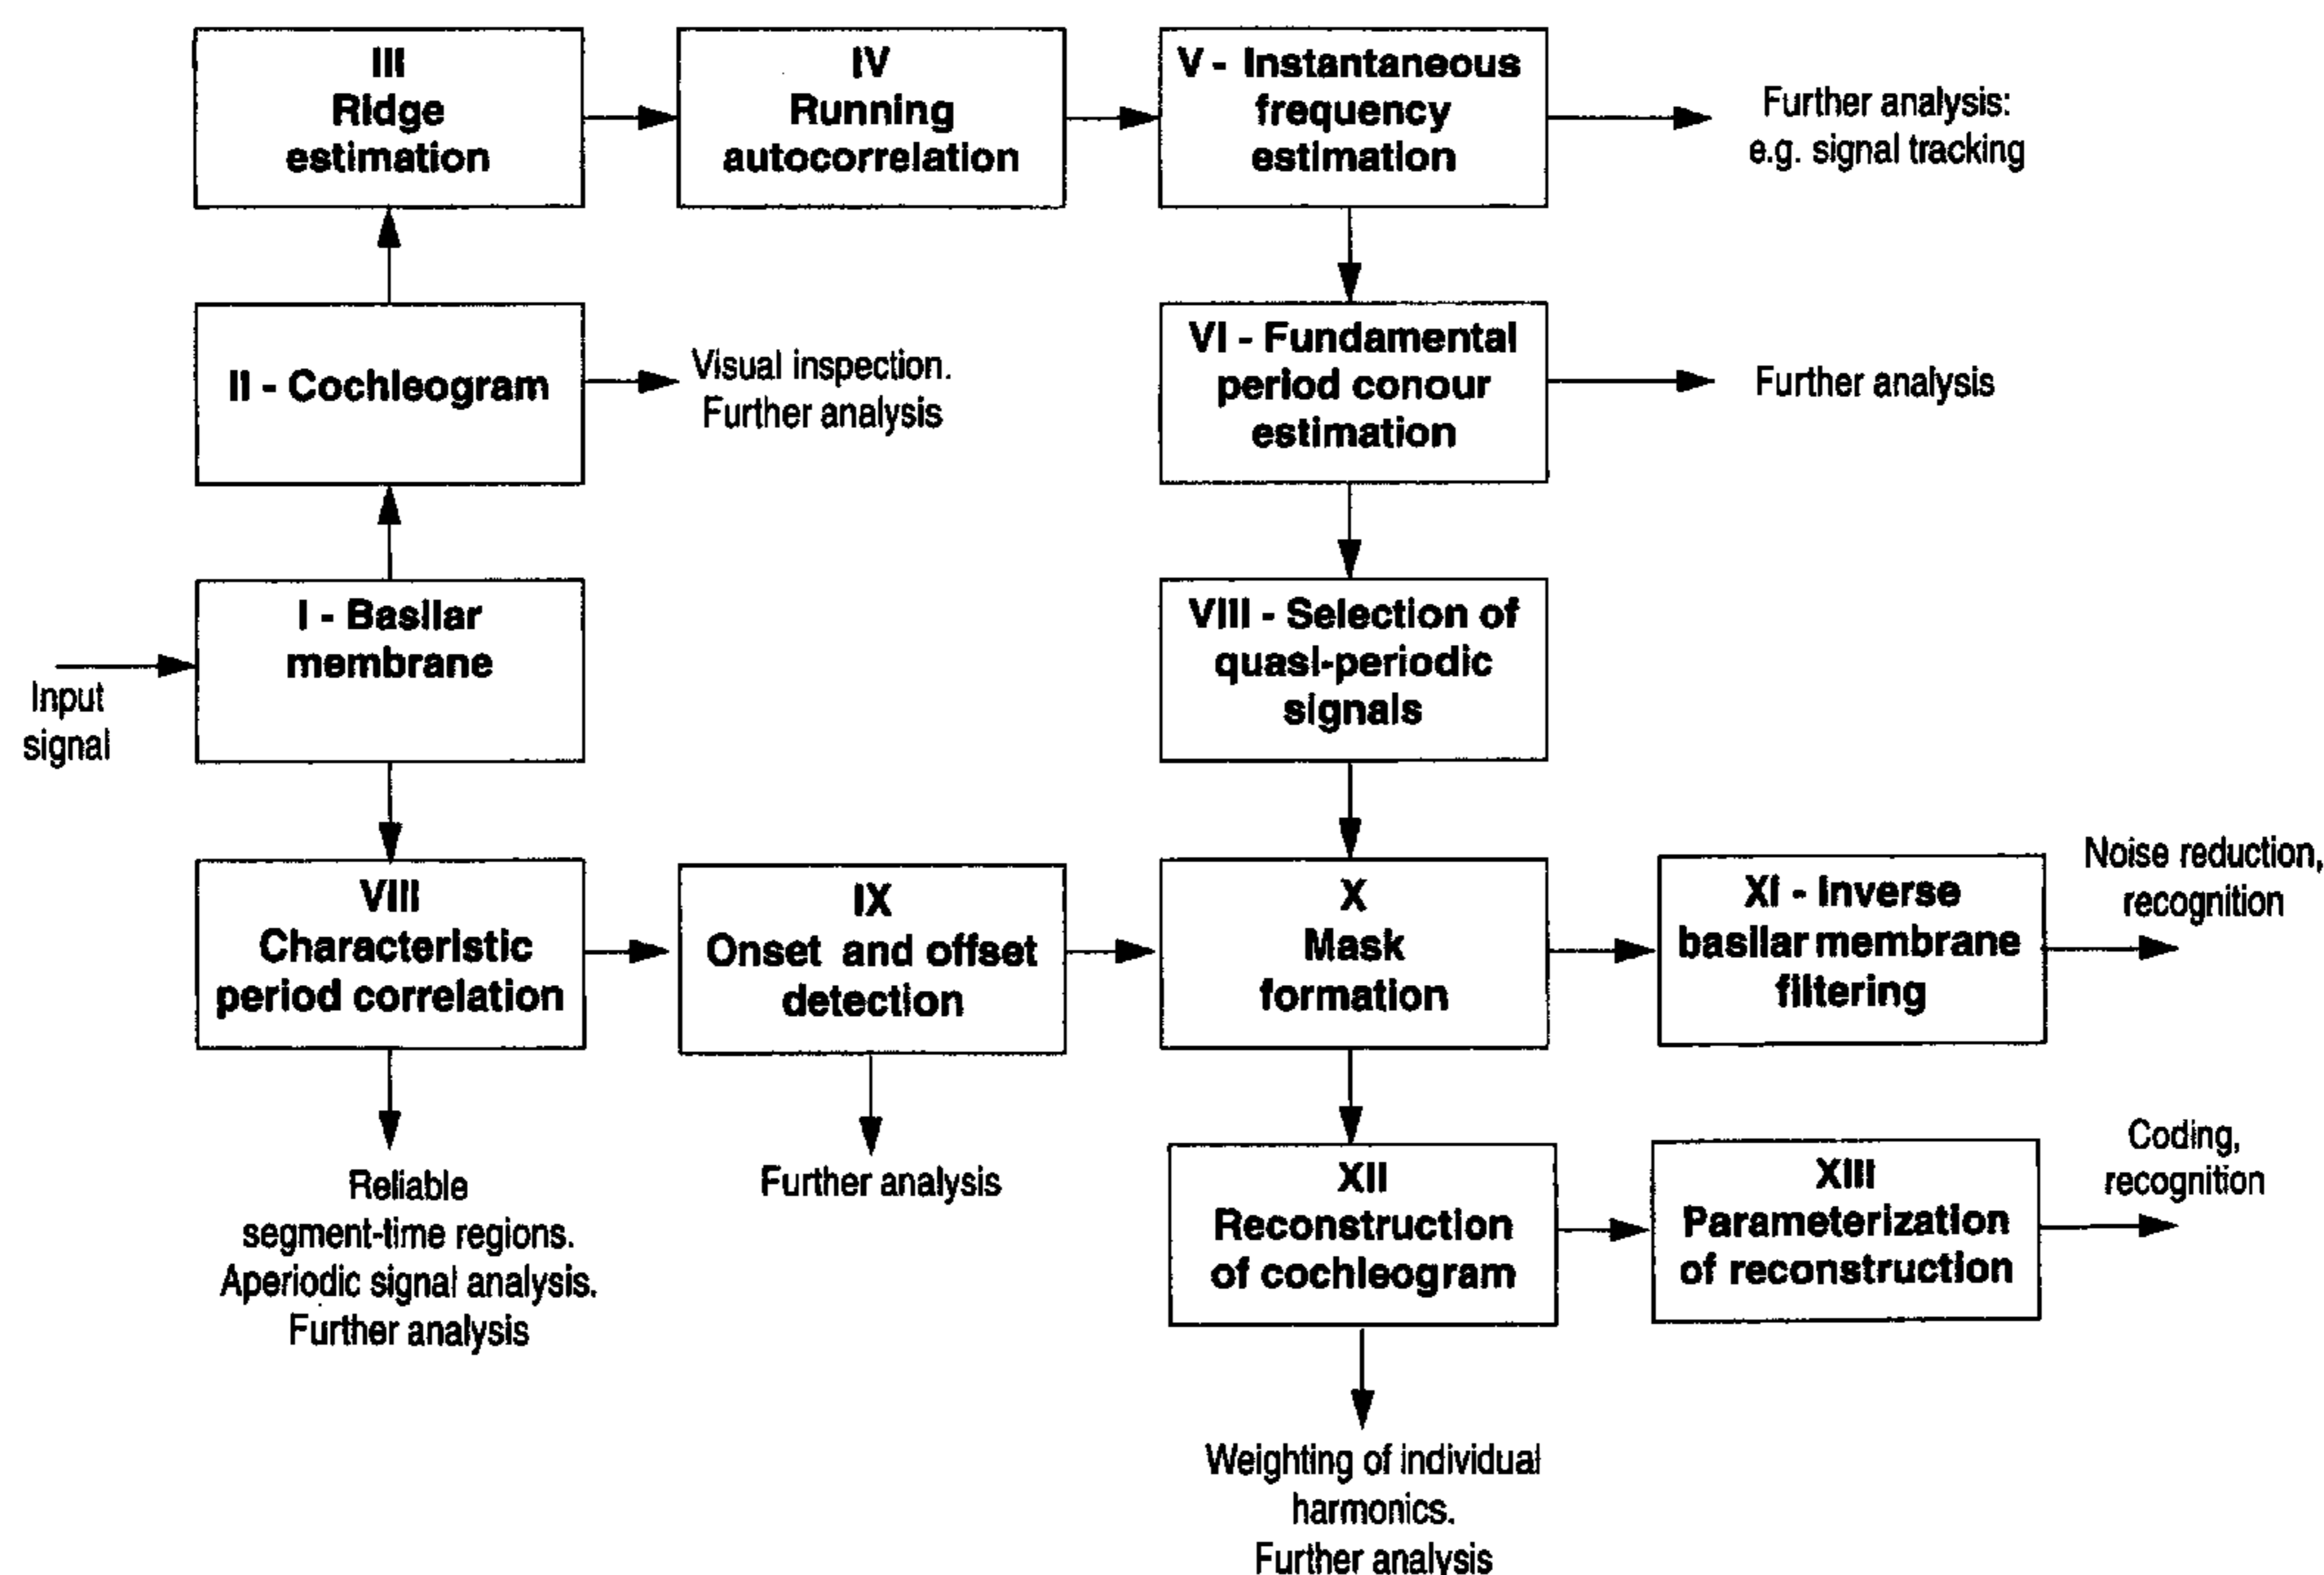 III
Ridge
estimation
IV
Running
autocorrelation
V - Instantaneous
frequency
estimation
Further analysis:
e.g. signal tracking
II - Cochleogram
Visual inspection.
Further analysis
VI - Fundamental
period conour
estimation
Further analysis
I - Basilar
membrane
Input
signal
VIII - Selection of
quasi-periodic
signals
VIII
Characteristic
period correlation
IX
Onset and offset
detection
X
Mask
formation
XI - Inverse
basilar membrane
filtering
Noise reduction,
recognition
Reliable
segment-time regions.
Aperiodic signal analysis.
Further analysis
Further analysis
XII
Reconstruction
of cochleogram
XIII
Parameterization
of reconstruction
Coding,
recognition
Weighting of individual
harmonics.
Further analysis